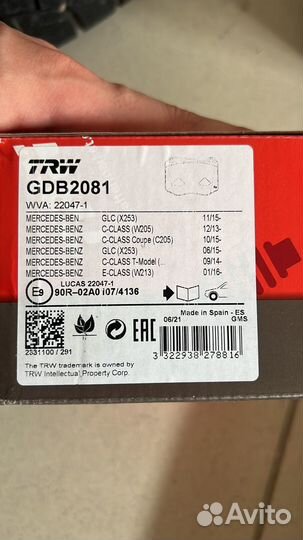 TRW
GDB2081
WVA: 22047-1
MERCEDES-BEN... GLC (X253) 11/15-
MERCEDES-BENZ C-CLASS (W205) 12/13-
MERCEDES-BENZ C-CLASS Coupe (C205) 10/15-
MERCEDES-BENZ GLC (X253) 06/15-
MERCEDES-BENZ C-CLASS T-Model (... 09/14-
MERCEDES-BENZ E-CLASS (W213) 01/16-
LUCAS 22047-1
E9 90R-02A0 107/4136
Made in Spain - ES
06/21 GMS
EAC
2331100 / 291
3 322938 278816
The TRW trademark is owned by
TRW Intellectual Property Corp.
Avito